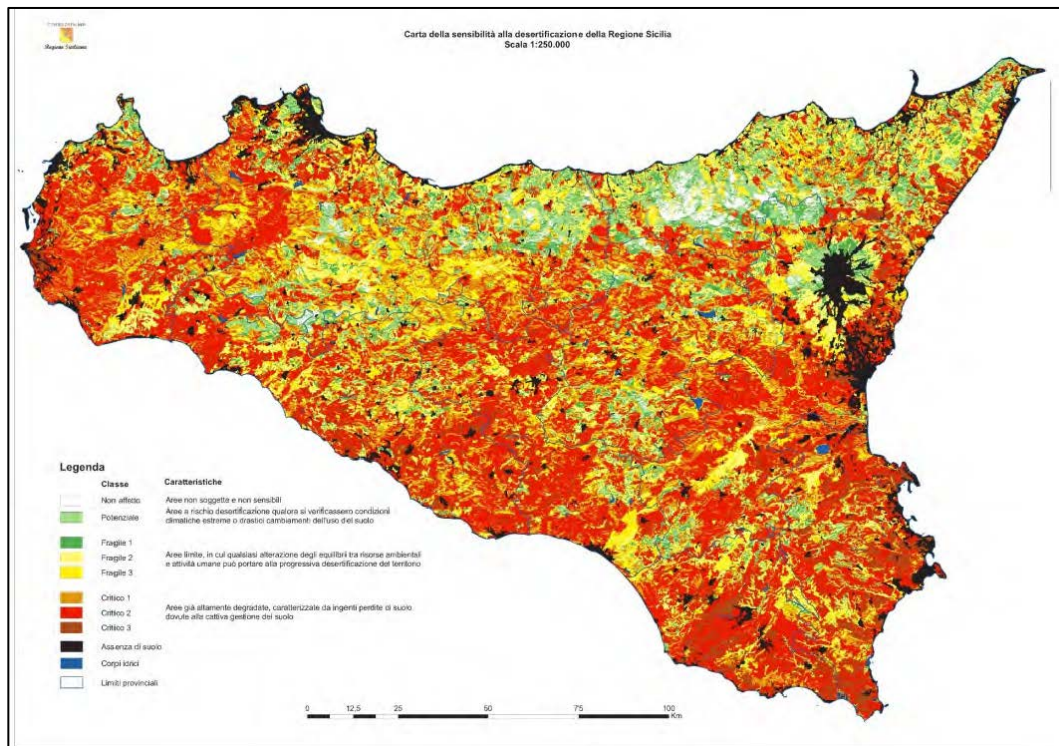 Regione Siciliana
Carta della sensibilità alla desertificazione della Regione Sicilia
Scala 1:250.000
Legenda
Classe Caratteristiche
Non affetto Aree non soggette e non sensibili
Potenziale Aree a rischio desertificazione qualora si verificassero condizioni
climatiche estreme o drastici cambiamenti dell'uso del suolo
Fragile 1
Fragile 2 Aree limite, in cui qualsiasi alterazione degli equilibri tra risorse ambientali
Fragile 3 e attività umane può portare alla progressiva desertificazione del territorio
Critico 1
Critico 2 Aree già altamente degradate, caratterizzate da ingenti perdite di suolo
Critico 3 dovute alla cattiva gestione del suolo
Assenza di suolo
Corpi idrici
Limiti provinciali
0 12,5 25 50 75 100
Km